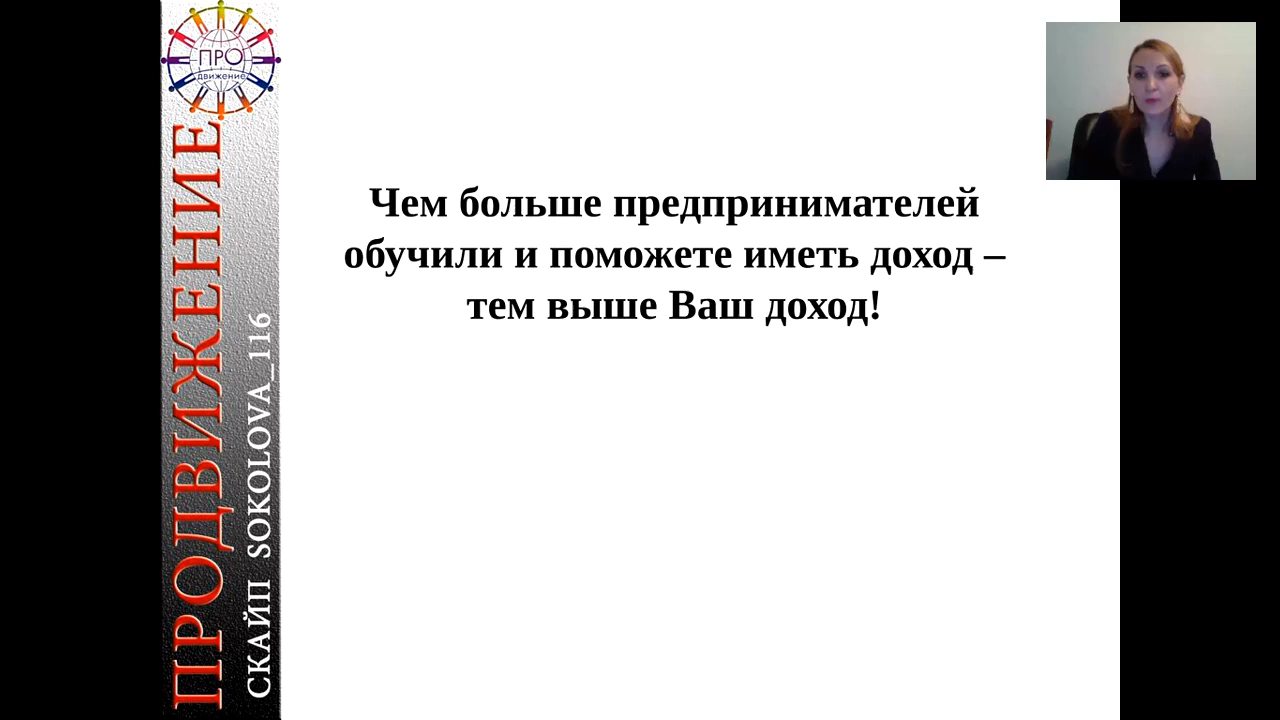 ПРО
движение
ПРОДВИЖЕНИЕ
СКАЙП SOKOLOVA_116
Чем больше предпринимателей
обучили и поможете иметь доход –
тем выше Ваш доход!